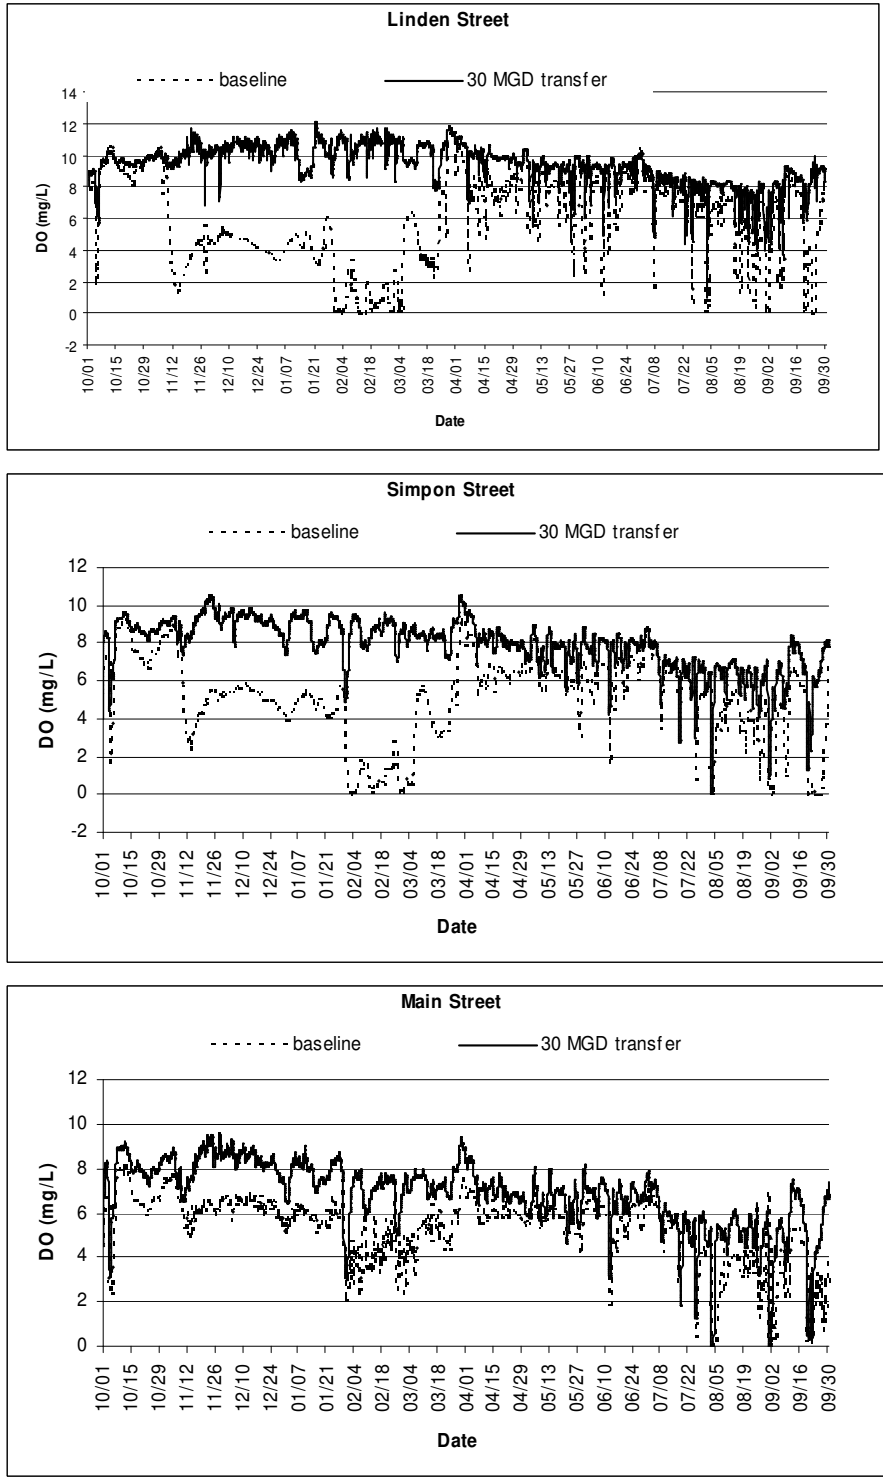 Linden Street
baseline 30 MGD transfer
14
12
10
8
6
4
2
0
-2
DO (mg/L)
10/01 10/15 10/29 11/12 11/26 12/10 12/24 01/07 01/21 02/04 02/18 03/04 03/18 04/01 04/15 04/29 05/13 05/27 06/10 06/24 07/08 07/22 08/05 08/19 09/02 09/16 09/30
Date
Simpon Street
baseline 30 MGD transfer
12
10
8
6
4
2
0
-2
DO (mg/L)
10/01 10/15 10/29 11/12 11/26 12/10 12/24 01/07 01/21 02/04 02/18 03/04 03/18 04/01 04/15 04/29 05/13 05/27 06/10 06/24 07/08 07/22 08/05 08/19 09/02 09/16 09/30
Date
Main Street
baseline 30 MGD transfer
12
10
8
6
4
2
0
DO (mg/L)
10/01 10/15 10/29 11/12 11/26 12/10 12/24 01/07 01/21 02/04 02/18 03/04 03/18 04/01 04/15 04/29 05/13 05/27 06/10 06/24 07/08 07/22 08/05 08/19 09/02 09/16 09/30
Date